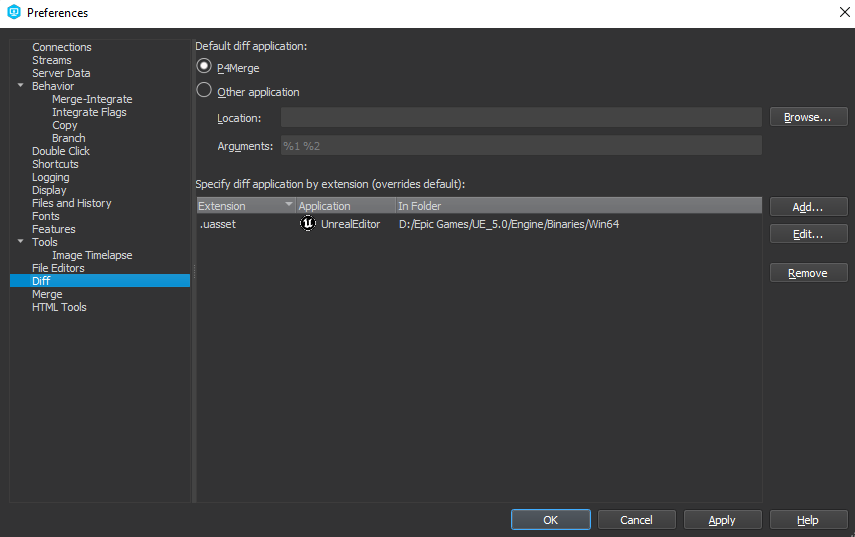 Preferences
Connections
Streams
Server Data
Behavior
Merge-Integrate
Integrate Flags
Copy
Branch
Double Click
Shortcuts
Logging
Display
Files and History
Fonts
Features
Tools
Image Timelapse
File Editors
Diff
Merge
HTML Tools
Default diff application:
P4Merge
Other application
Location:
Browse...
Arguments: %1 %2
Specify diff application by extension (overrides default):
Extension Application In Folder
.uasset UnrealEditor D:/Epic Games/UE_5.0/Engine/Binaries/Win64
Add...
Edit...
Remove
OK Cancel Apply Help